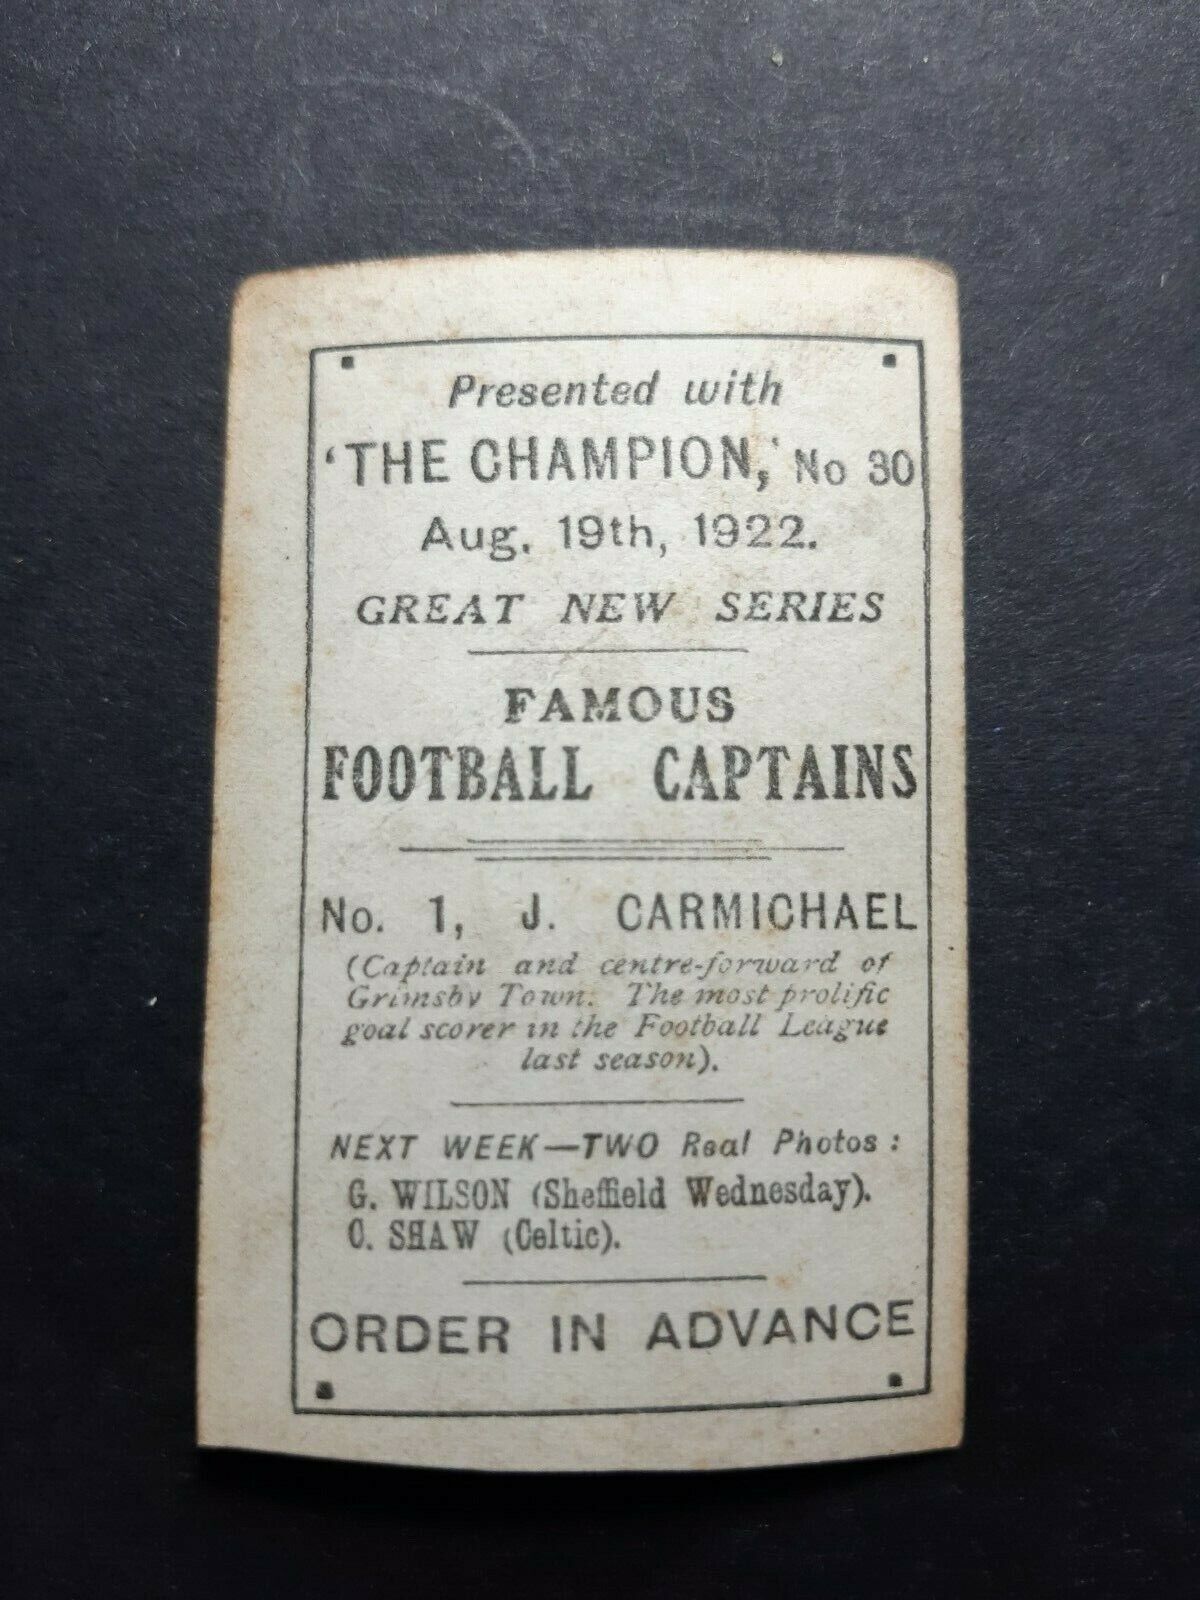 Presented with
'THE CHAMPION,' No 30
Aug. 19th, 1922.
GREAT NEW SERIES
FAMOUS
FOOTBALL CAPTAINS
No. 1, J. CARMICHAEL
(Captain and centre-forward of
Grimsby Town. The most prolific
goal scorer in the Football League
last season).
NEXT WEEK—TWO Real Photos:
G. WILSON (Sheffield Wednesday).
C. SHAW (Celtic).
ORDER IN ADVANCE